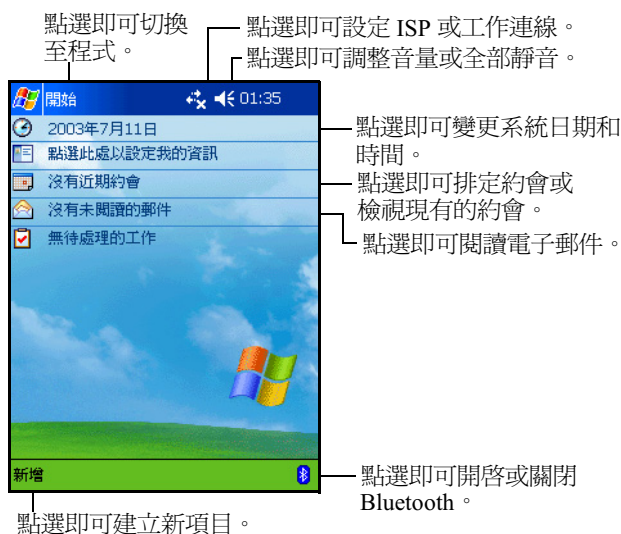 點選即可切換
至程式。
點選即可設定 ISP 或工作連線。
點選即可調整音量或全部靜音。
開始
01:35
2003年7月11日
點選即可變更系統日期和
時間。
點選此處以設定我的資訊
沒有近期約會
點選即可排定約會或
檢視現有的約會。
沒有未閱讀的郵件
點選即可閱讀電子郵件。
無待處理的工作
新增
點選即可開啟或關閉
Bluetooth。
點選即可建立新項目。